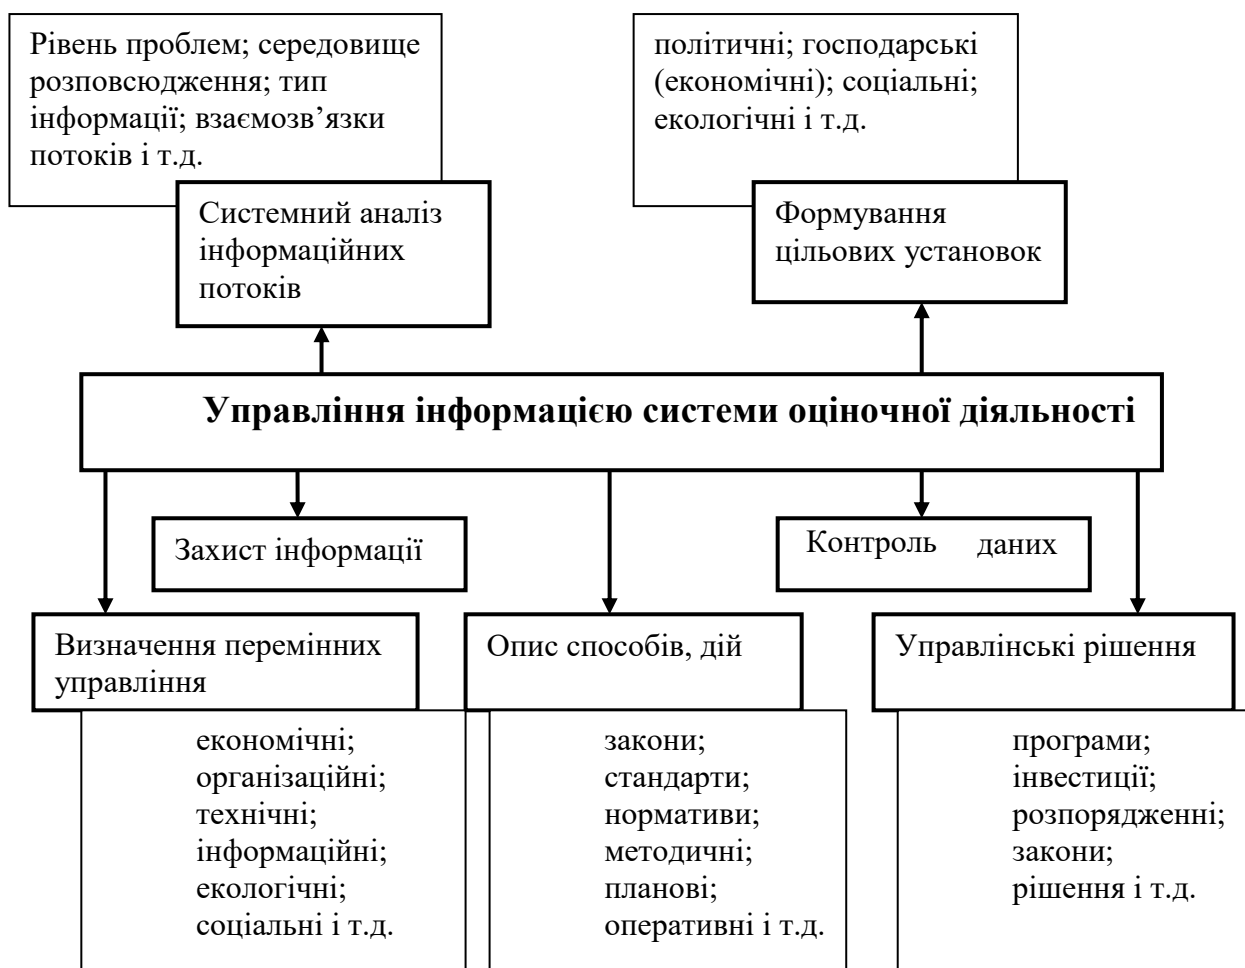 Рівень проблем; середовище
розповсюдження; тип
інформації; взаємозв’язки
потоків і т.д.
політичні; господарські
(економічні); соціальні;
екологічні і т.д.
Системний аналіз
інформаційних
потоків
Формування
цільових установок
Управління інформацією системи оціночної діяльності
Захист інформації
Контроль даних
Визначення перемінних
управління
Опис способів, дій
Управлінські рішення
економічні;
організаційні;
технічні;
інформаційні;
екологічні;
соціальні і т.д.
закони;
стандарти;
нормативи;
методичні;
планові;
оперативні і т.д.
програми;
інвестиції;
розпорядженні;
закони;
рішення і т.д.